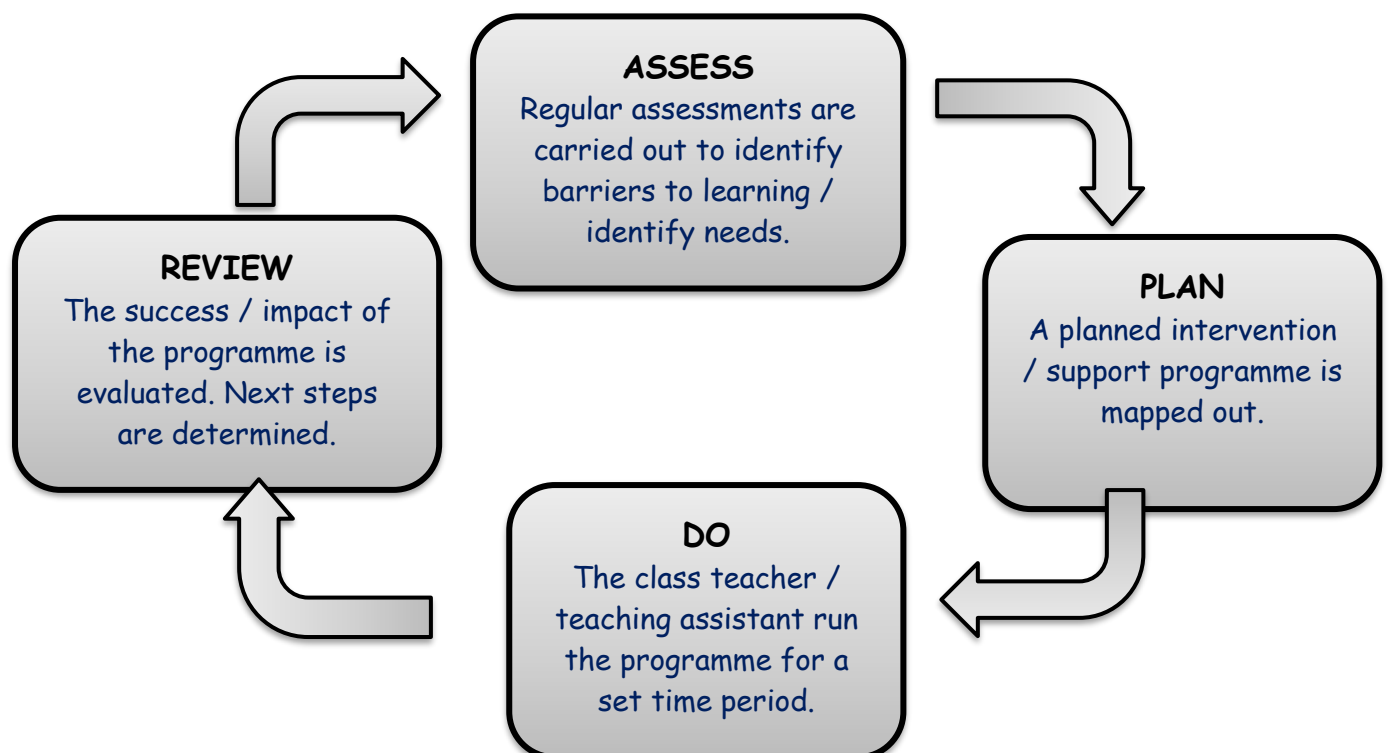 ASSESS
Regular assessments are
carried out to identify
barriers to learning /
identify needs.
PLAN
A planned intervention
/ support programme is
mapped out.
DO
The class teacher /
teaching assistant run
the programme for a
set time period.
REVIEW
The success / impact of
the programme is
evaluated. Next steps
are determined.